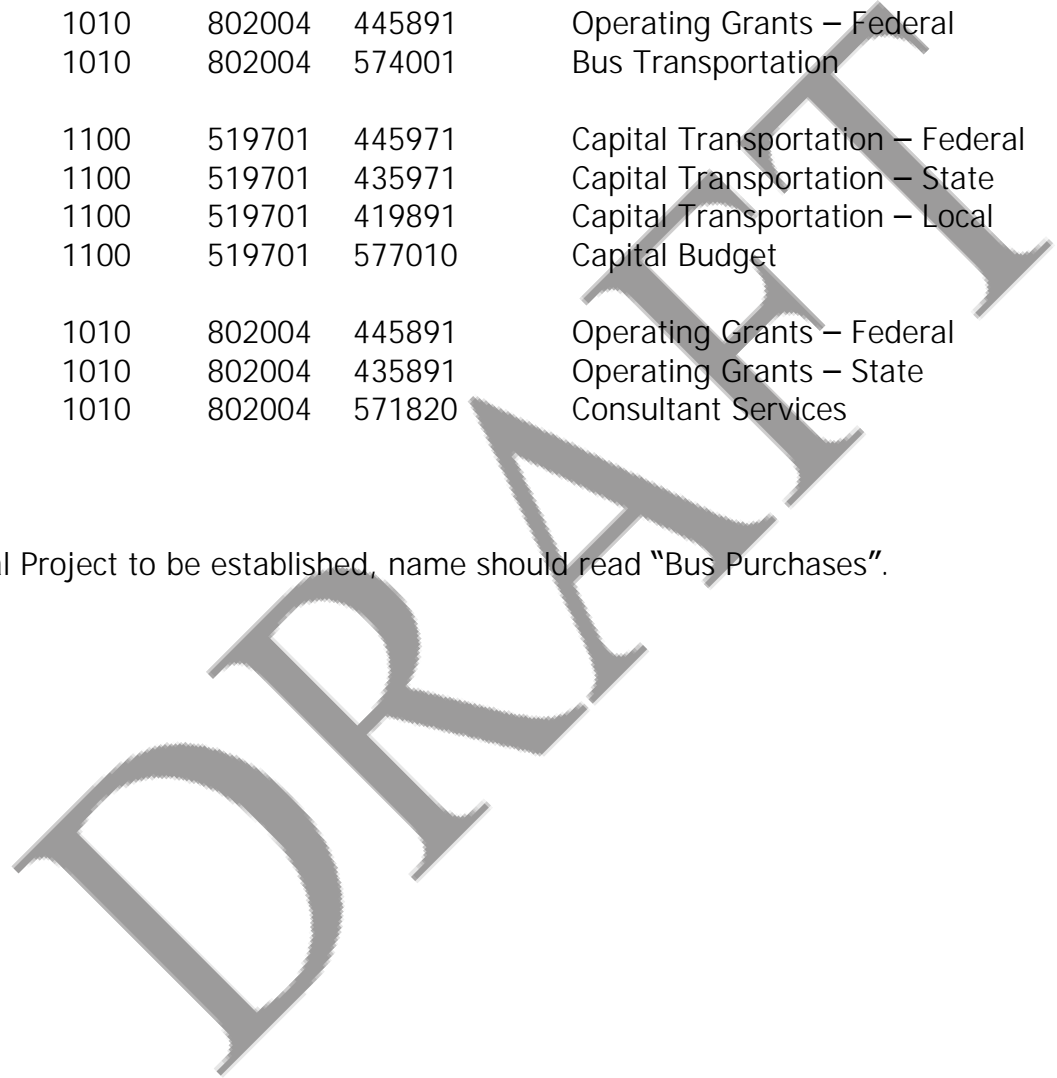 1010 802004 445891 Operating Grants – Federal
1010 802004 574001 Bus Transportation
1100 519701 445971 Capital Transportation – Federal
1100 519701 435971 Capital Transportation – State
1100 519701 419891 Capital Transportation – Local
1100 519701 577010 Capital Budget
1010 802004 445891 Operating Grants – Federal
1010 802004 435891 Operating Grants – State
1010 802004 571820 Consultant Services
l Project to be established, name should read “Bus Purchases”.
DRAFT